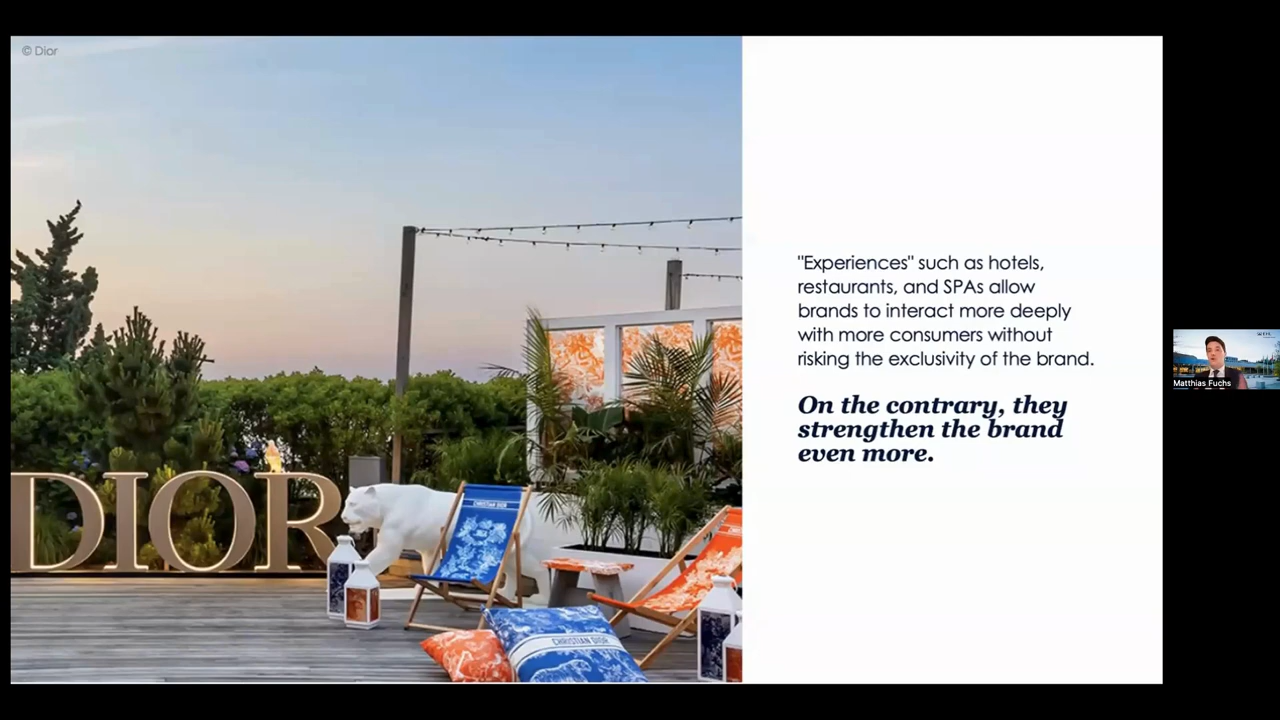 © Dior
"Experiences" such as hotels,
restaurants, and SPAs allow
brands to interact more deeply
with more consumers without
risking the exclusivity of the brand.
On the contrary, they
strengthen the brand
even more.
DIOR
CHRISTIAN DIOR
CHRISTIAN DIOR
Matthias Fuchs